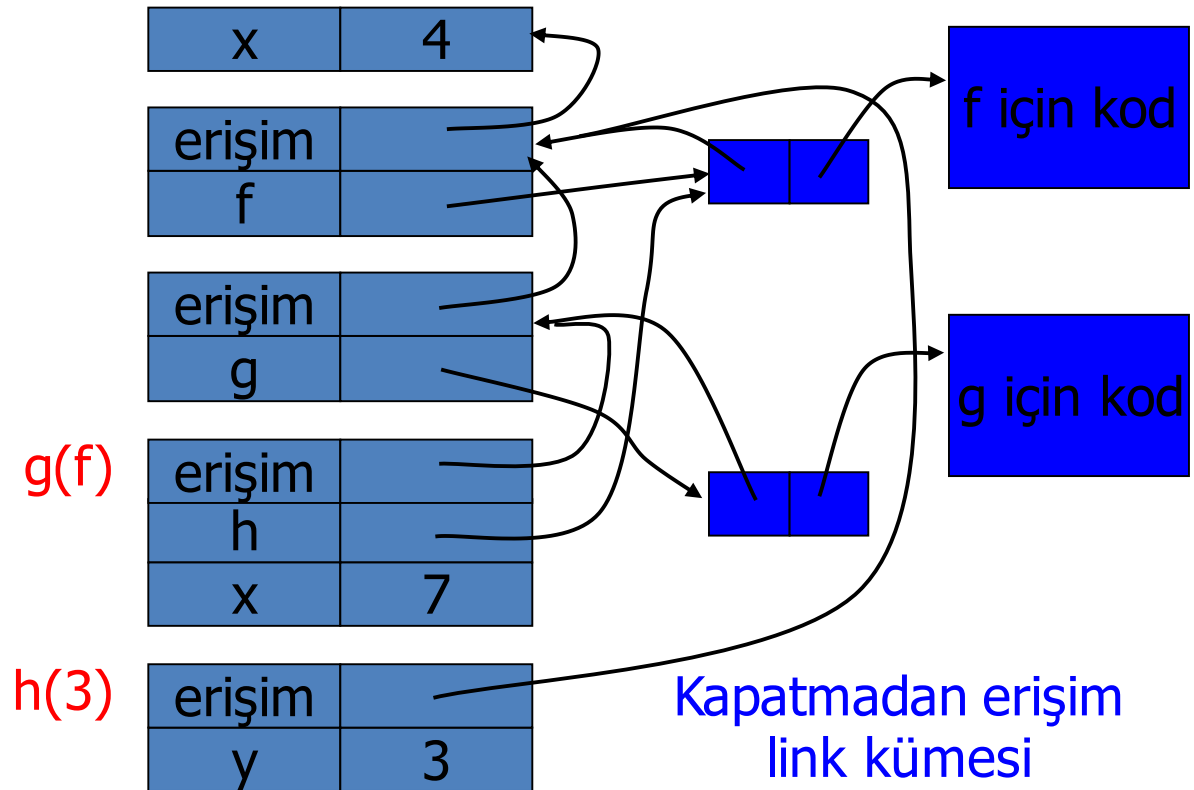 x 4
erişim
f
erişim
g
g(f)
erişim
h
x 7
h(3)
erişim
y 3
f için kod
g için kod
Kapatmadan erişim
link kümesi